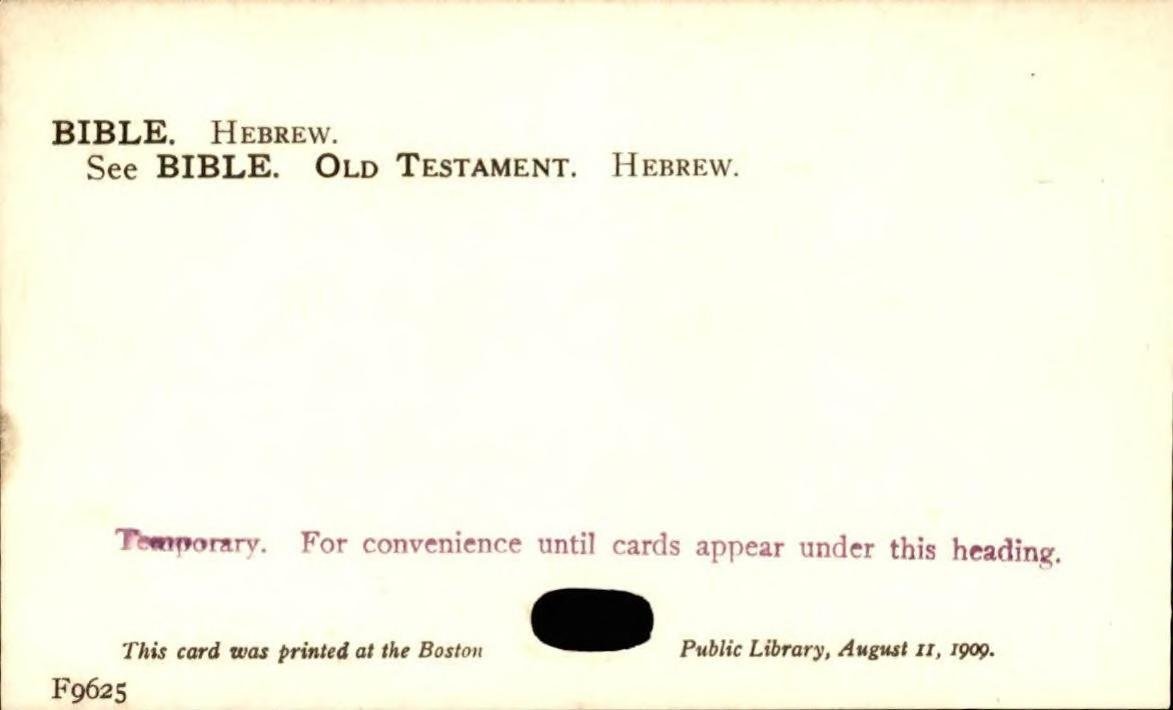 BIBLE. HEBREW.
See BIBLE. OLD TESTAMENT. HEBREW.
Temporary. For convenience until cards appear under this heading.
This card was printed at the Boston Public Library, August 11, 1909.
F9625